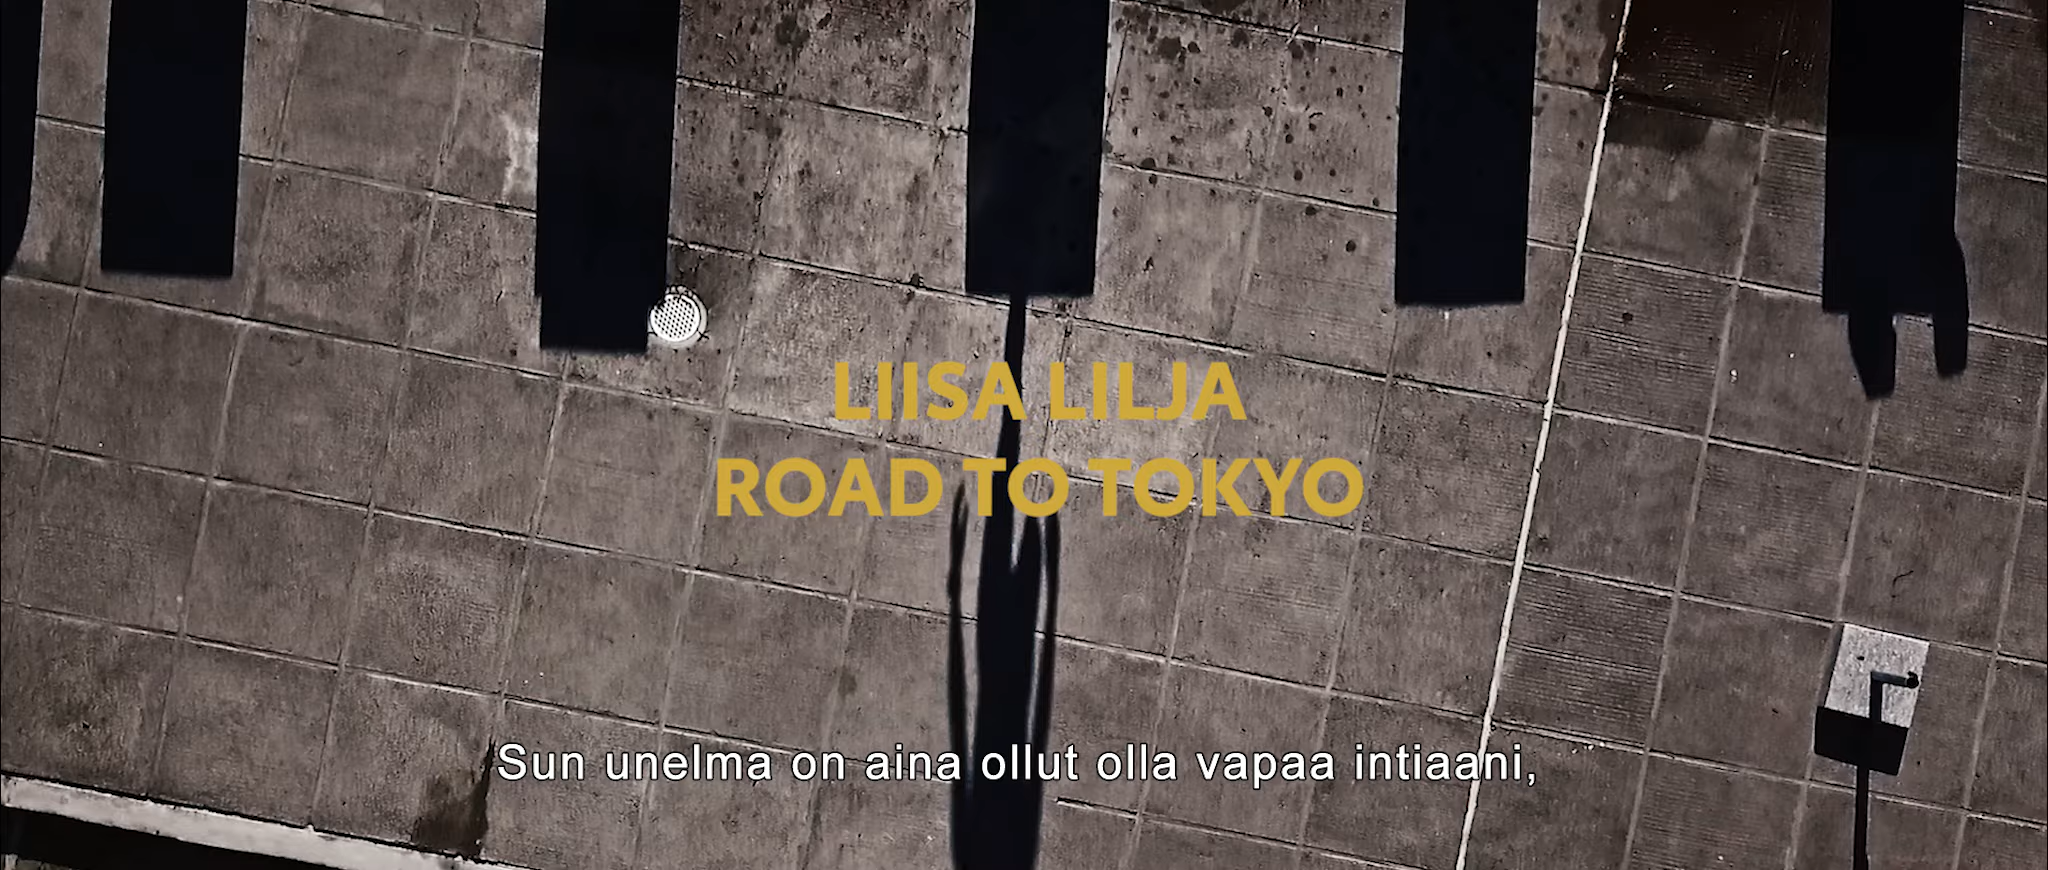 LIISA LILJA
ROAD TO TOKYO
Sun unelma on aina ollut olla vapaa intiaani,